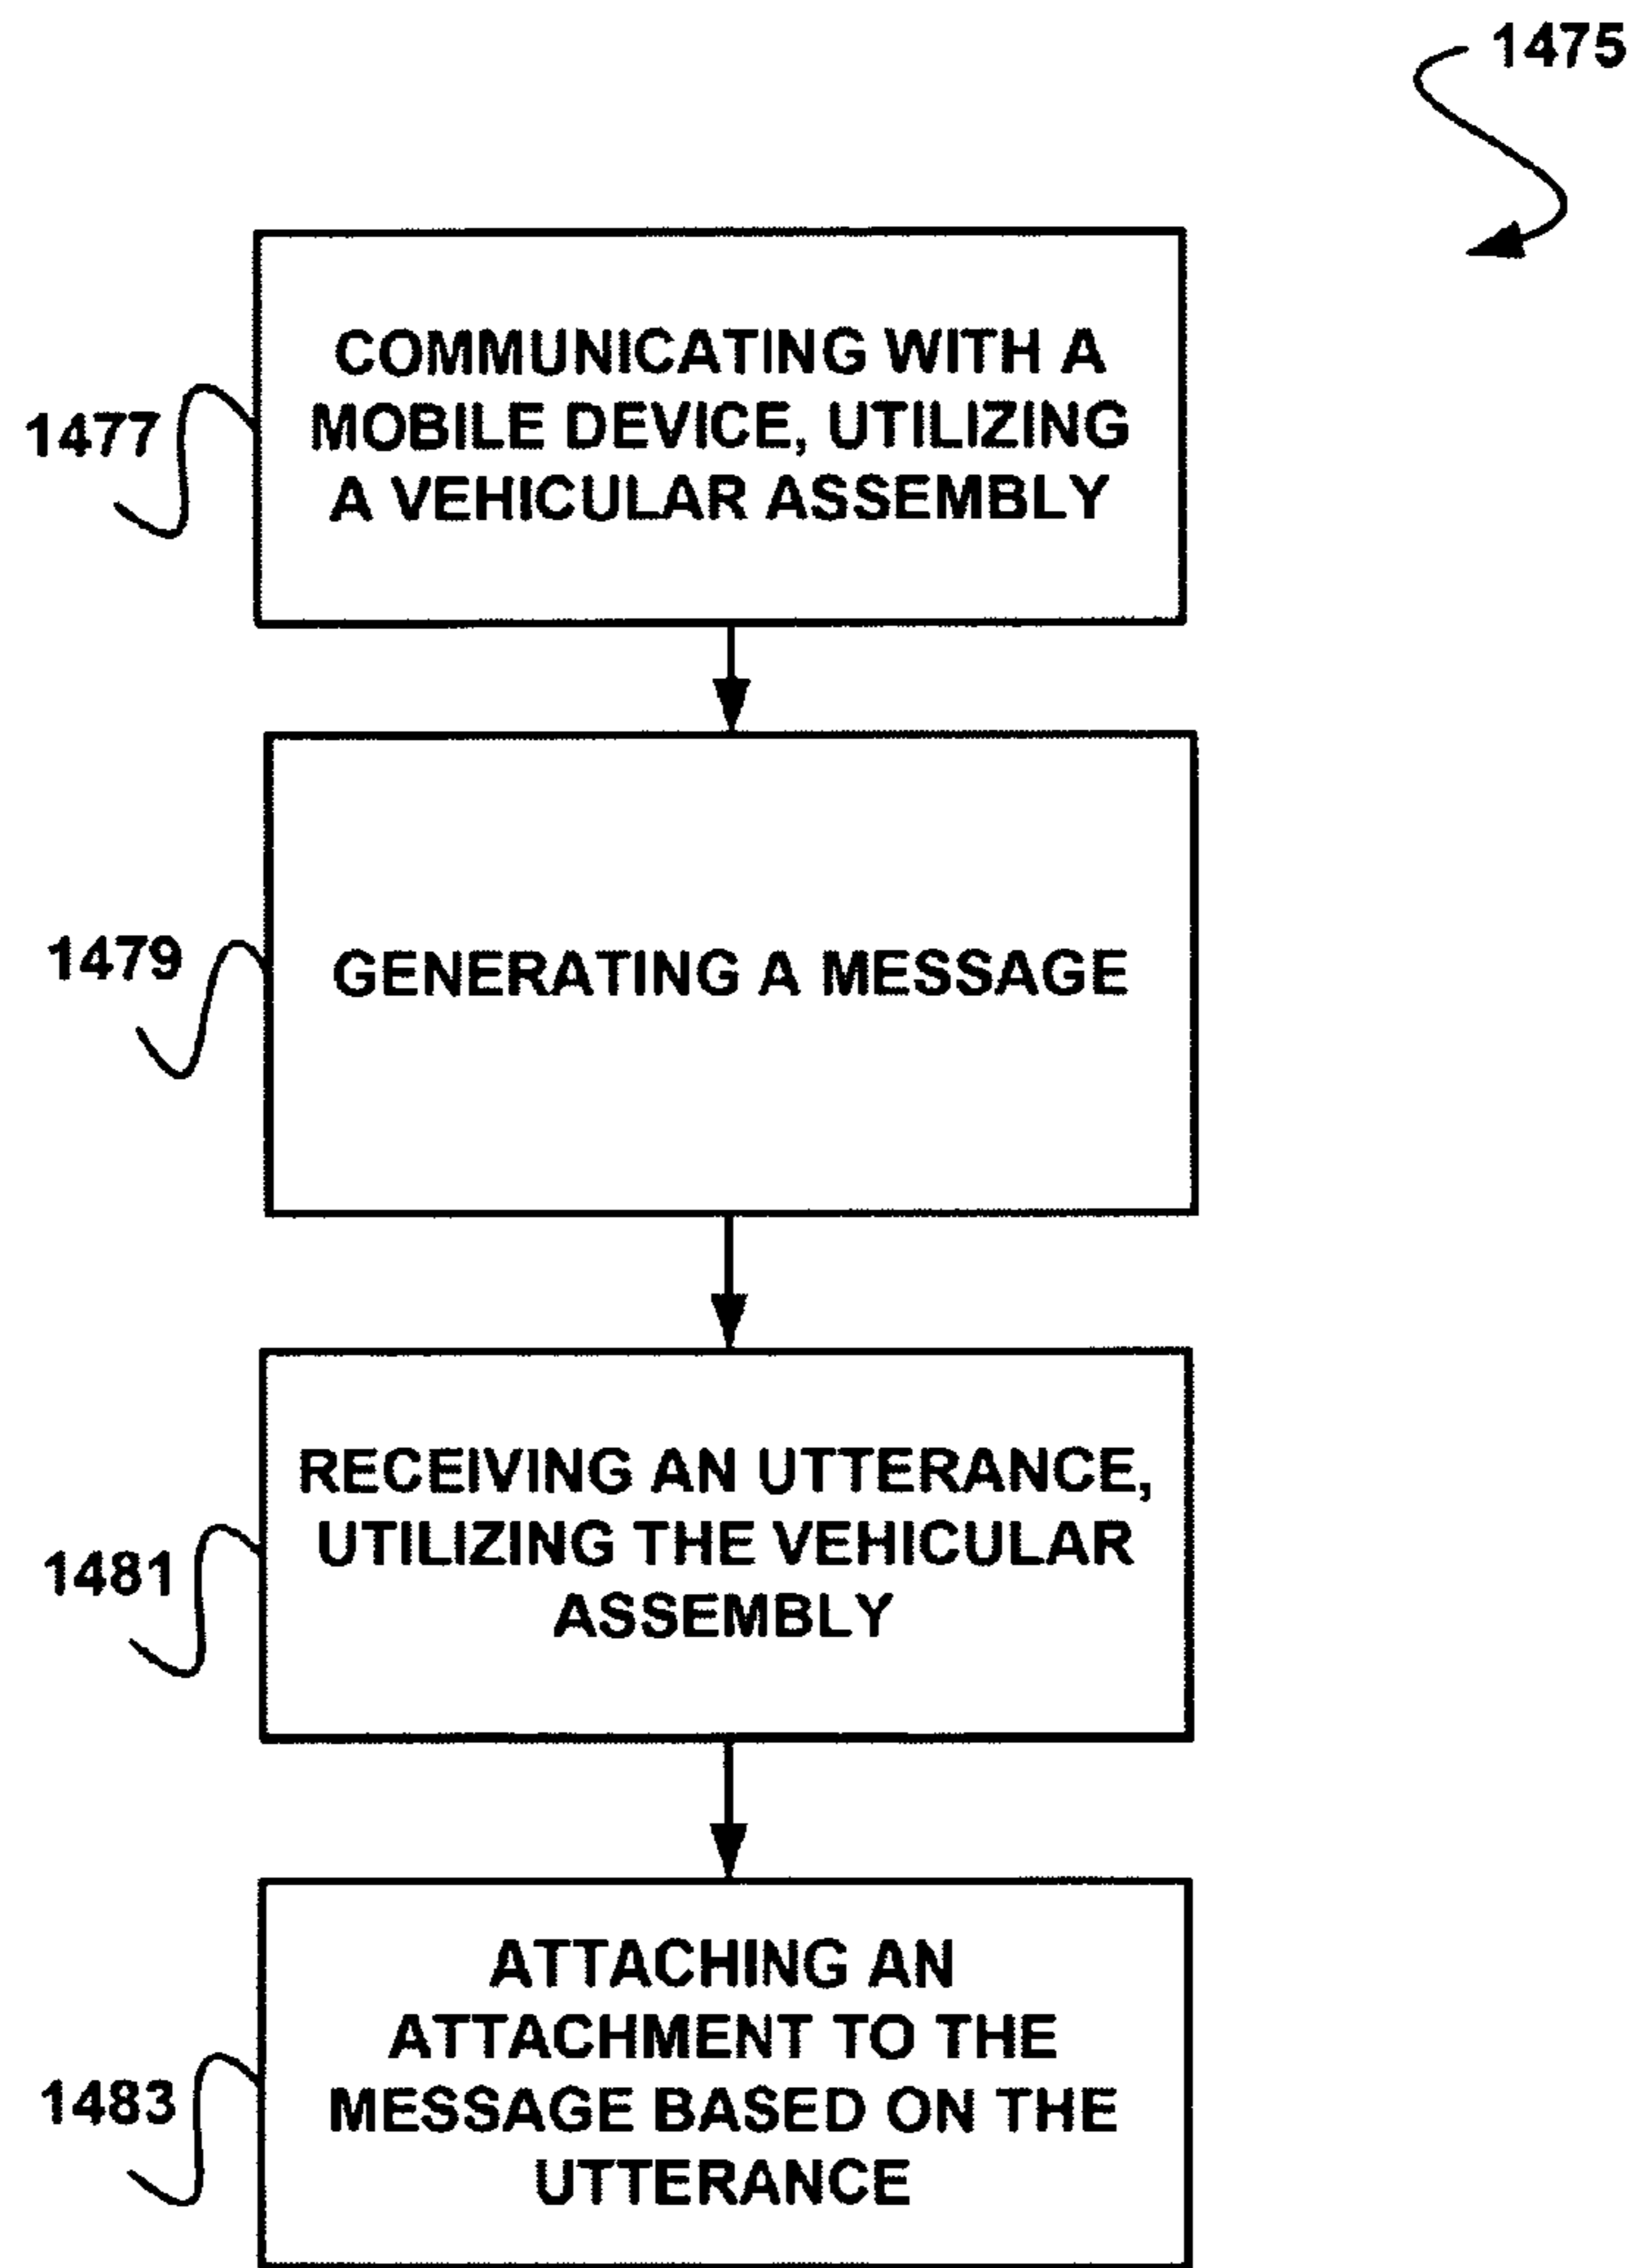 1475
COMMUNICATING WITH A
MOBILE DEVICE, UTILIZING
A VEHICULAR ASSEMBLY
1477
GENERATING A MESSAGE
1479
RECEIVING AN UTTERANCE,
UTILIZING THE VEHICULAR
ASSEMBLY
1481
ATTACHING AN
ATTACHMENT TO THE
MESSAGE BASED ON THE
UTTERANCE
1483